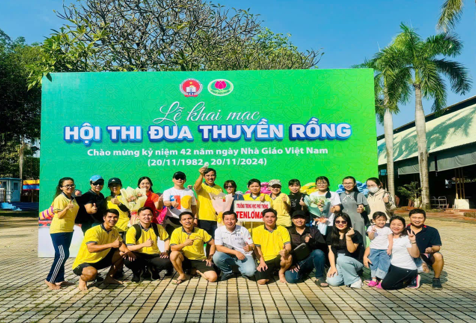 Lễ khai mạc
HỘI THI ĐUA THUYỀN RỒNG
Chào mừng kỷ niệm 42 năm ngày Nhà Giáo Việt Nam
(20/11/1982 - 20/11/2024)